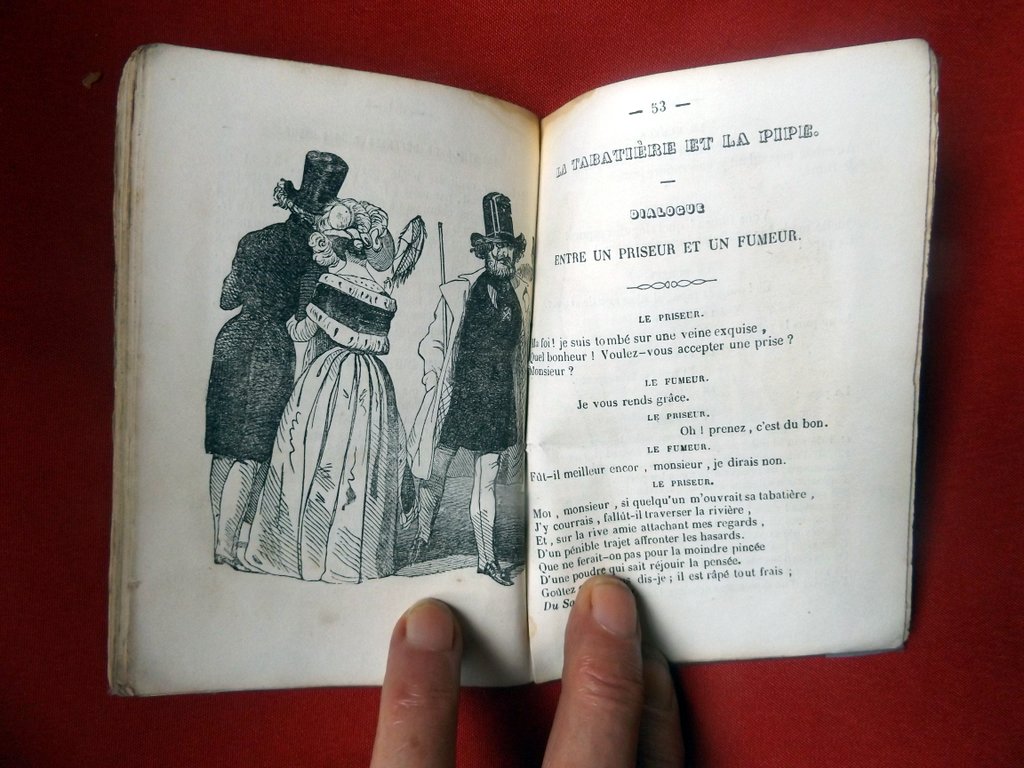 — 53 —
LA TABATIÈRE ET LA PIPE.
DIALOGUE
ENTRE UN PRISEUR ET UN FUMEUR.
LE PRISEUR.
Ma foi ! je suis tombé sur une veine exquise ,
Quel bonheur ! Voulez-vous accepter une prise ?
Monsieur ?
LE FUMEUR.
Je vous rends grâce.
LE PRISEUR.
Oh ! prenez , c'est du bon.
LE FUMEUR.
Fût-il meilleur encor , monsieur , je dirais non.
LE PRISEUR.
Moi , monsieur , si quelqu'un m'ouvrait sa tabatière ,
J'y courrais , fallût-il traverser la rivière ,
Et , sur la rive amie attachant mes regards ,
D'un pénible trajet affronter les hasards.
Que ne ferait-on pas pour la moindre pincée
D'une poudre qui sait réjouir la pensée.
Goûtez dis-je ; il est râpé tout frais ;
Du